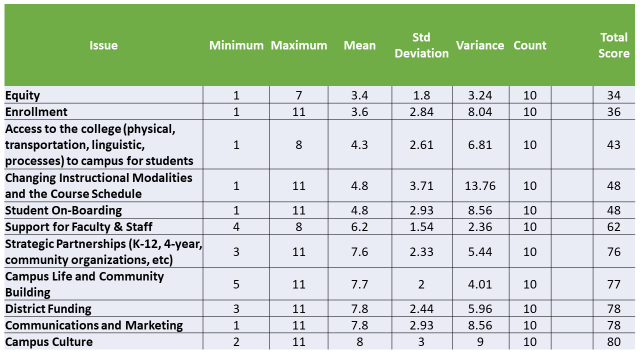 Issue Minimum Maximum Mean Std Deviation Variance Count Total Score
Equity 1 7 3.4 1.8 3.24 10 34
Enrollment 1 11 3.6 2.84 8.04 10 36
Access to the college (physical,
transportation, linguistic,
processes) to campus for students 1 8 4.3 2.61 6.81 10 43
Changing Instructional Modalities
and the Course Schedule 1 11 4.8 3.71 13.76 10 48
Student On-Boarding 1 11 4.8 2.93 8.56 10 48
Support for Faculty & Staff 4 8 6.2 1.54 2.36 10 62
Strategic Partnerships (K-12, 4-year,
community organizations, etc) 3 11 7.6 2.33 5.44 10 76
Campus Life and Community
Building 5 11 7.7 2 4.01 10 77
District Funding 3 11 7.8 2.44 5.96 10 78
Communications and Marketing 1 11 7.8 2.93 8.56 10 78
Campus Culture 2 11 8 3 9 10 80